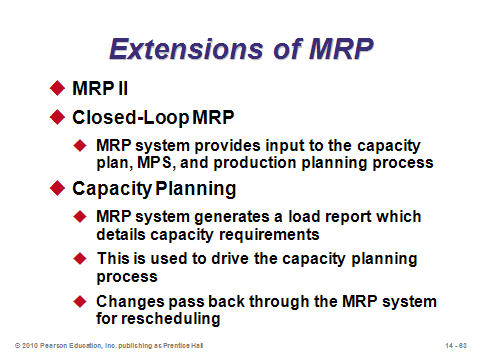 Extensions of MRP
MRP II
Closed-Loop MRP
MRP system provides input to the capacity
plan, MPS, and production planning process
Capacity Planning
MRP system generates a load report which
details capacity requirements
This is used to drive the capacity planning
process
Changes pass back through the MRP system
for rescheduling
© 2010 Pearson Education, Inc. publishing as Prentice Hall
14 - 63